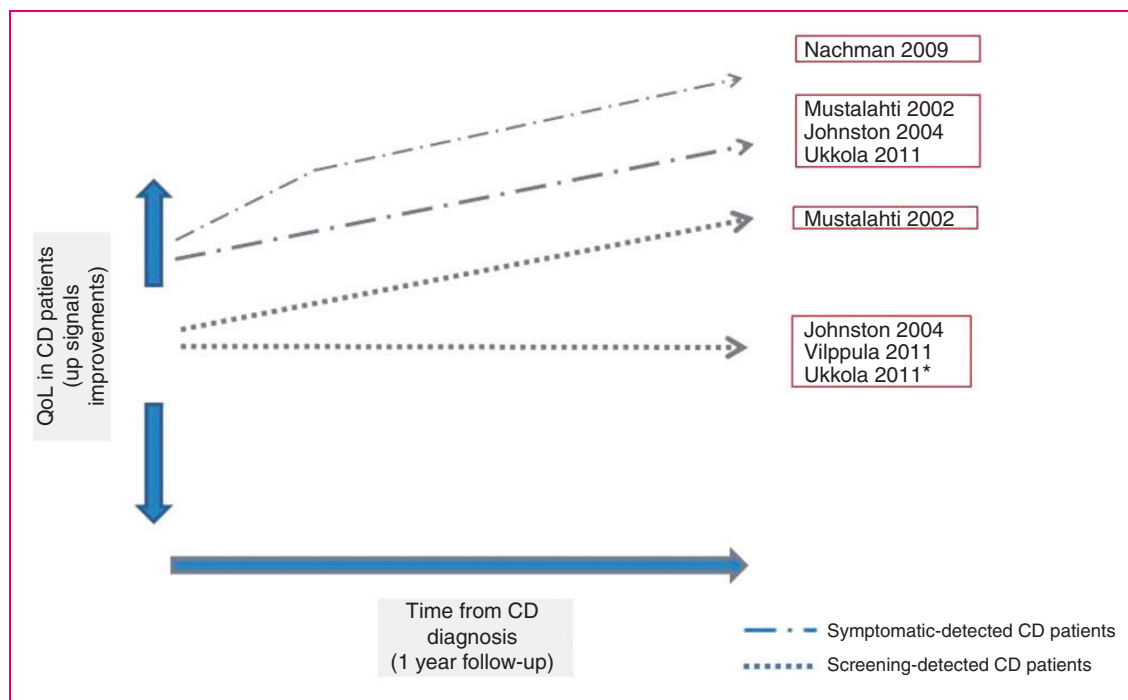 Nachman 2009
Mustalahti 2002
Johnston 2004
Ukkola 2011
Mustalahti 2002
Johnston 2004
Vilppula 2011
Ukkola 2011*
QoL in CD patients
(up signals
improvements)
Time from CD
diagnosis
(1 year follow-up)
Symptomatic-detected CD patients
Screening-detected CD patients